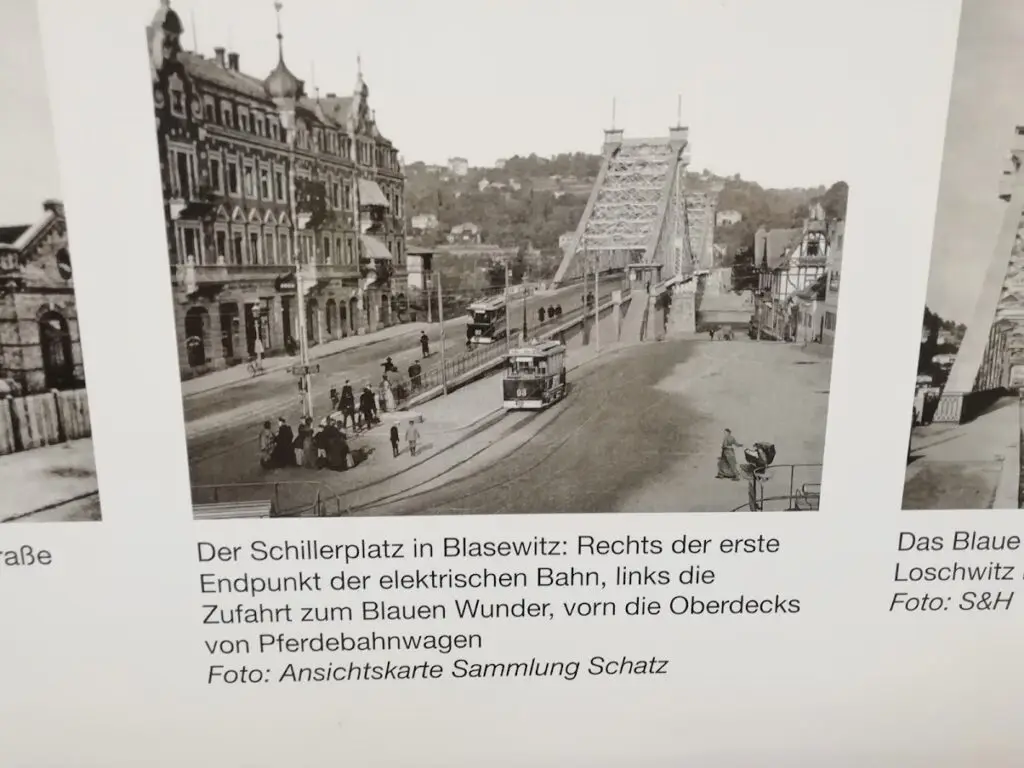 raße
Der Schillerplatz in Blasewitz: Rechts der erste
Endpunkt der elektrischen Bahn, links die
Zufahrt zum Blauen Wunder, vorn die Oberdecks
von Pferdebahnwagen
Foto: Ansichtskarte Sammlung Schatz
Das Blaue
Loschwitz
Foto: S&H